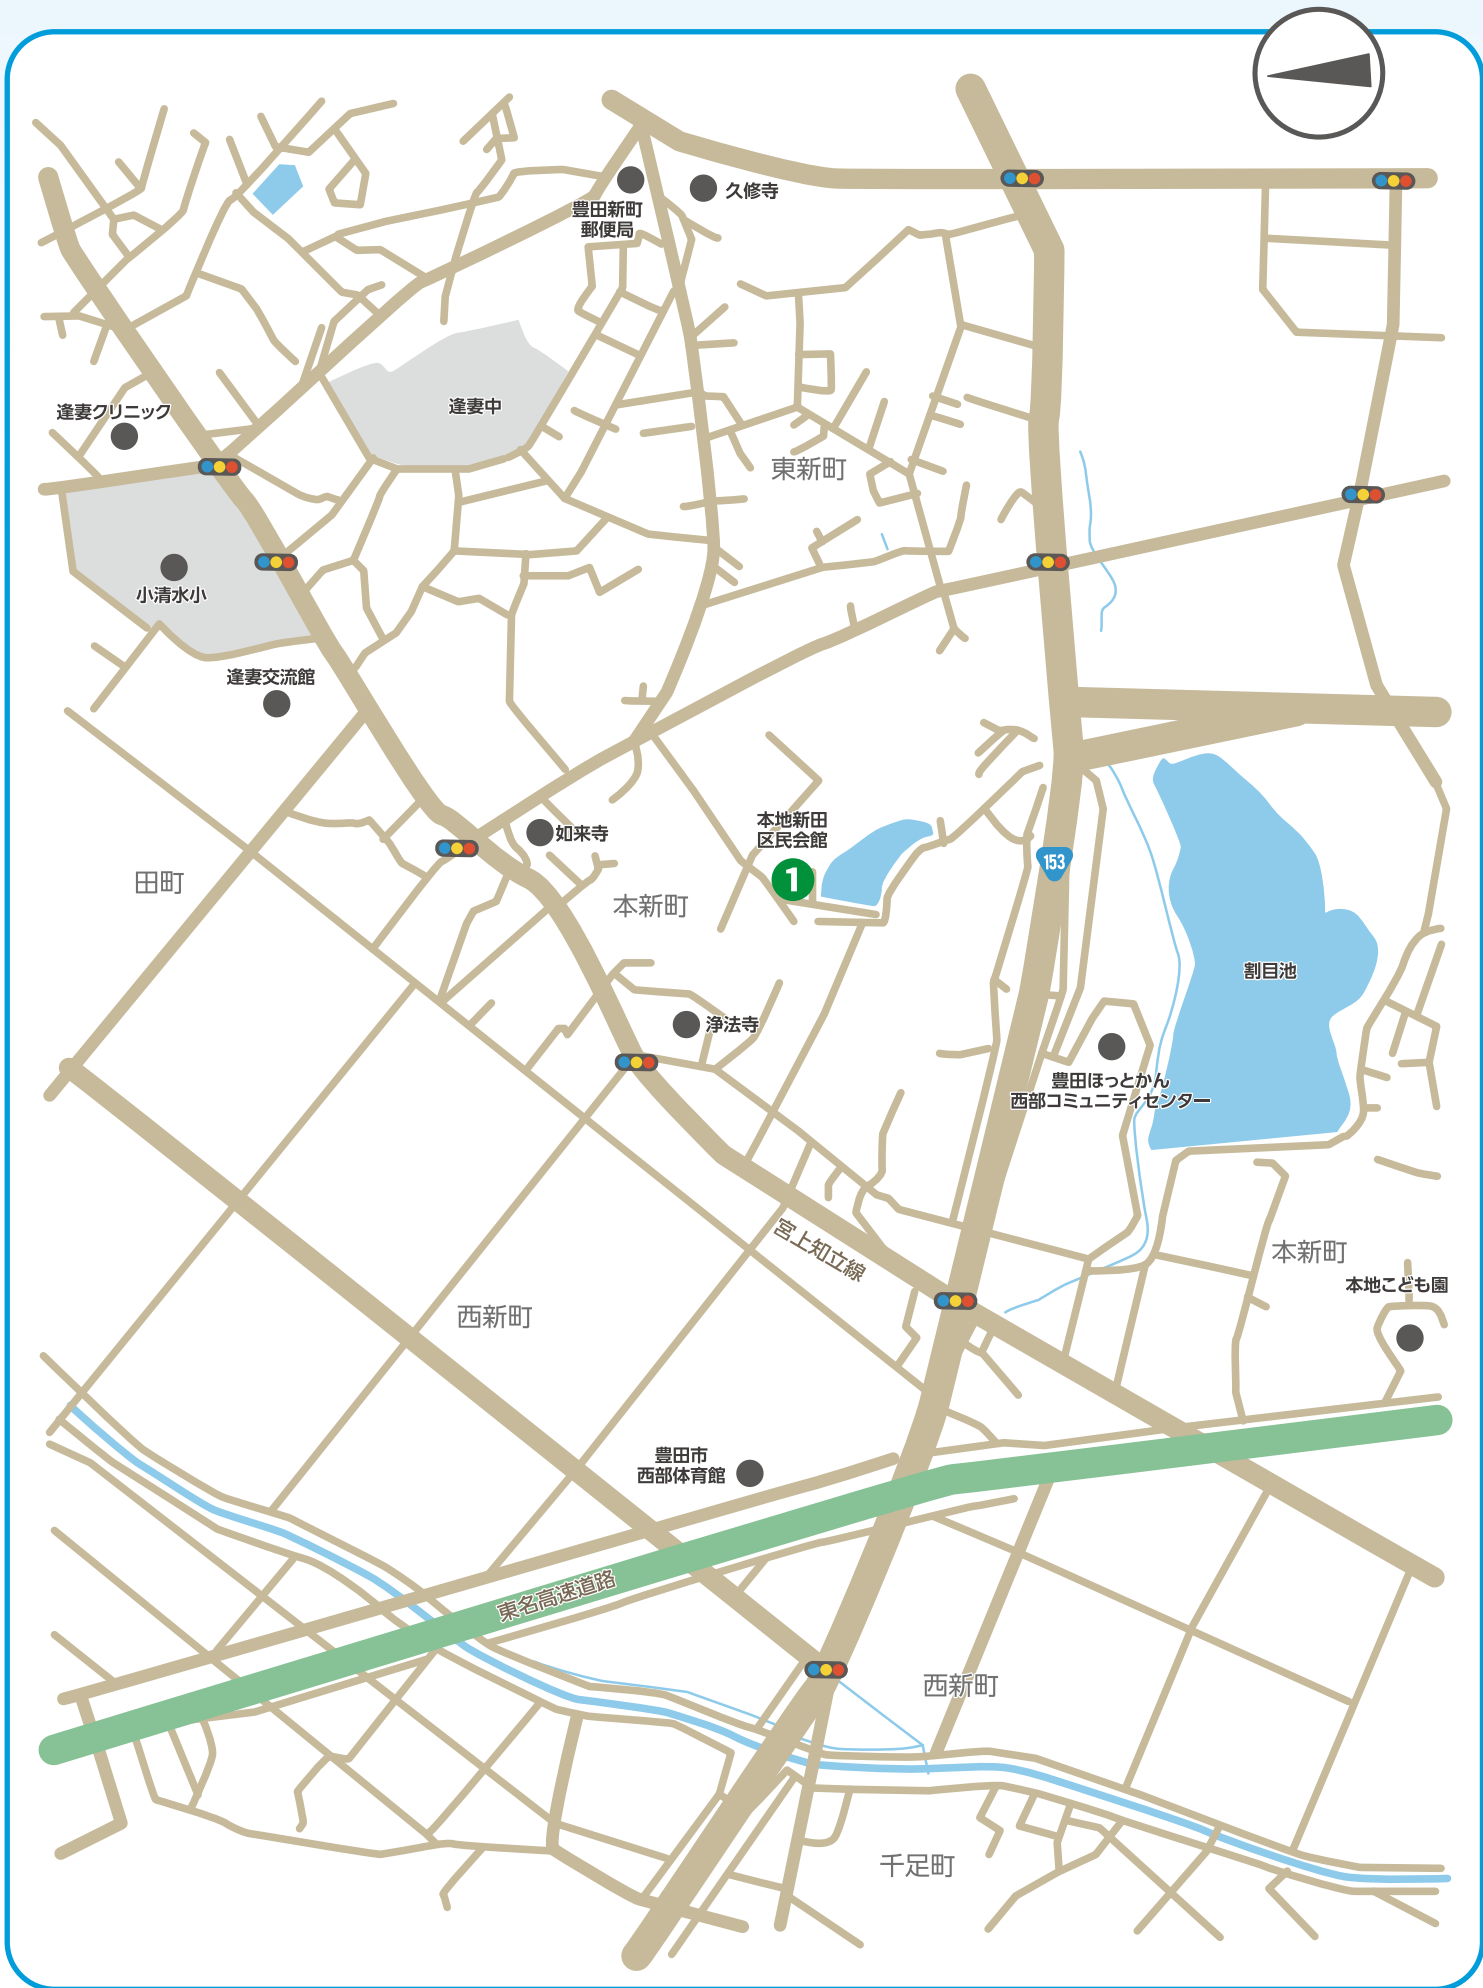 久修寺
豊田新町
郵便局
逢妻クリニック
逢妻中
東新町
小清水小
逢妻交流館
本地新田
区民会館
如来寺
153
1
田町
本新町
割目池
浄法寺
豊田ほっとかん
西部コミュニティセンター
宮上知立線
本新町
本地こども園
西新町
豊田市
西部体育館
東名高速道路
西新町
千足町